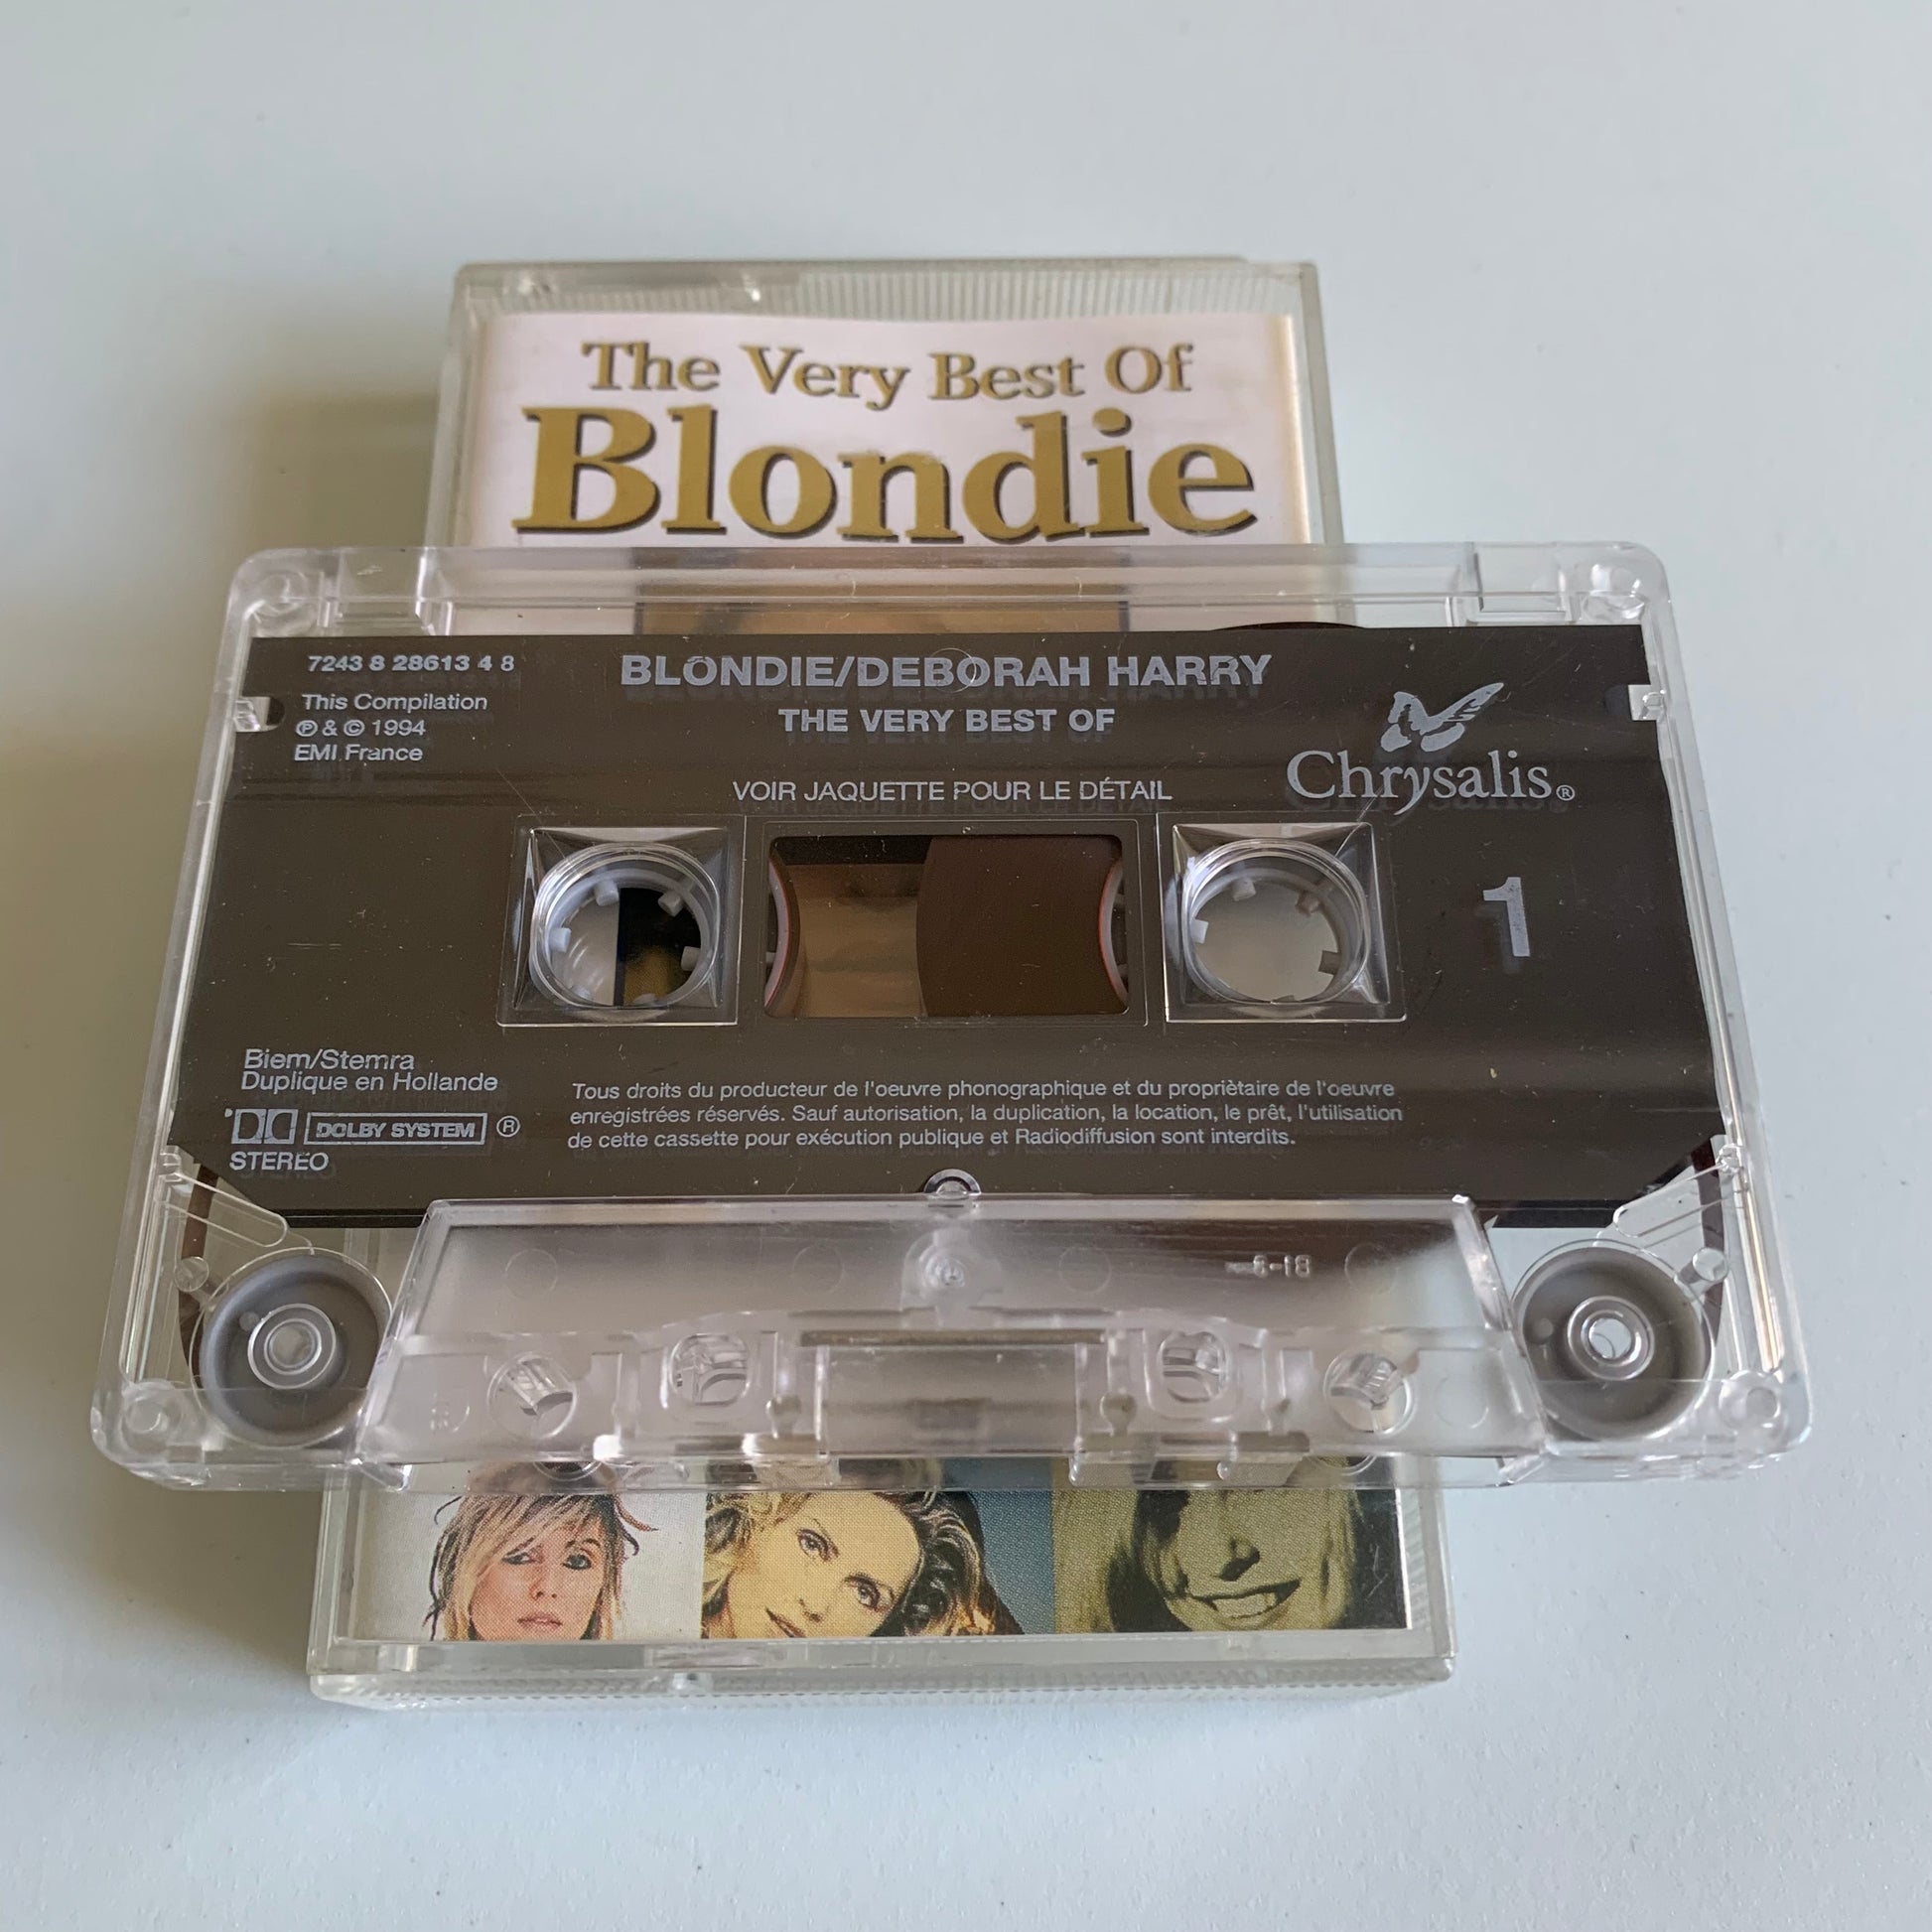 The Very Best Of
Blondie
7243 8 28613 4 8
This Compilation
℗ & © 1994
EMI France
BLONDIE/DEBORAH HARRY
THE VERY BEST OF
VOIR JAQUETTE POUR LE DÉTAIL
Chrysalis®
1
Biem/Stemra
Duplique en Hollande
DOLBY SYSTEM ®
STEREO
Tous droits du producteur de l'oeuvre phonographique et du propriètaire de l'oeuvre
enregistrées réservés. Sauf autorisation, la duplication, la location, le prêt, l'utilisation
de cette cassette pour exécution publique et Radiodiffusion sont interdits.